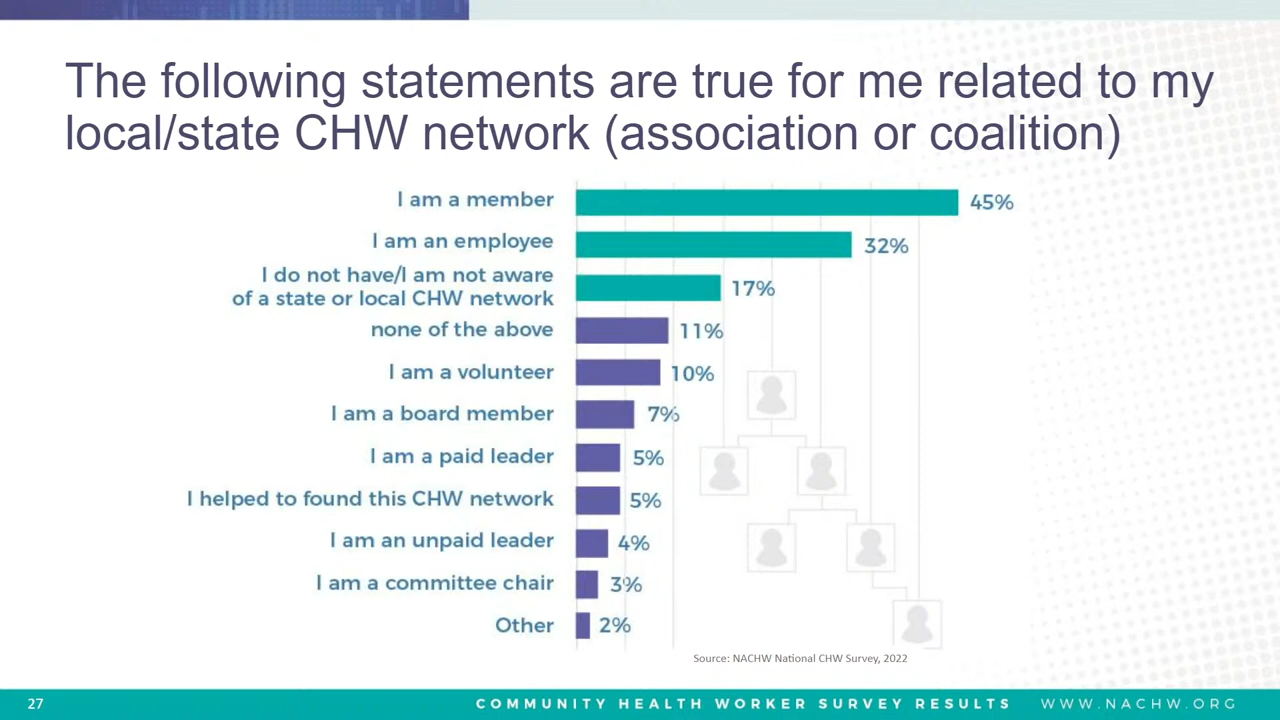 The following statements are true for me related to my
local/state CHW network (association or coalition)
I am a member 45%
I am an employee 32%
I do not have/I am not aware
of a state or local CHW network 17%
none of the above 11%
I am a volunteer 10%
I am a board member 7%
I am a paid leader 5%
I helped to found this CHW network 5%
I am an unpaid leader 4%
I am a committee chair 3%
Other 2%
Source: NACHW National CHW Survey, 2022
27 COMMUNITY HEALTH WORKER SURVEY RESULTS WWW.NACHW.ORG